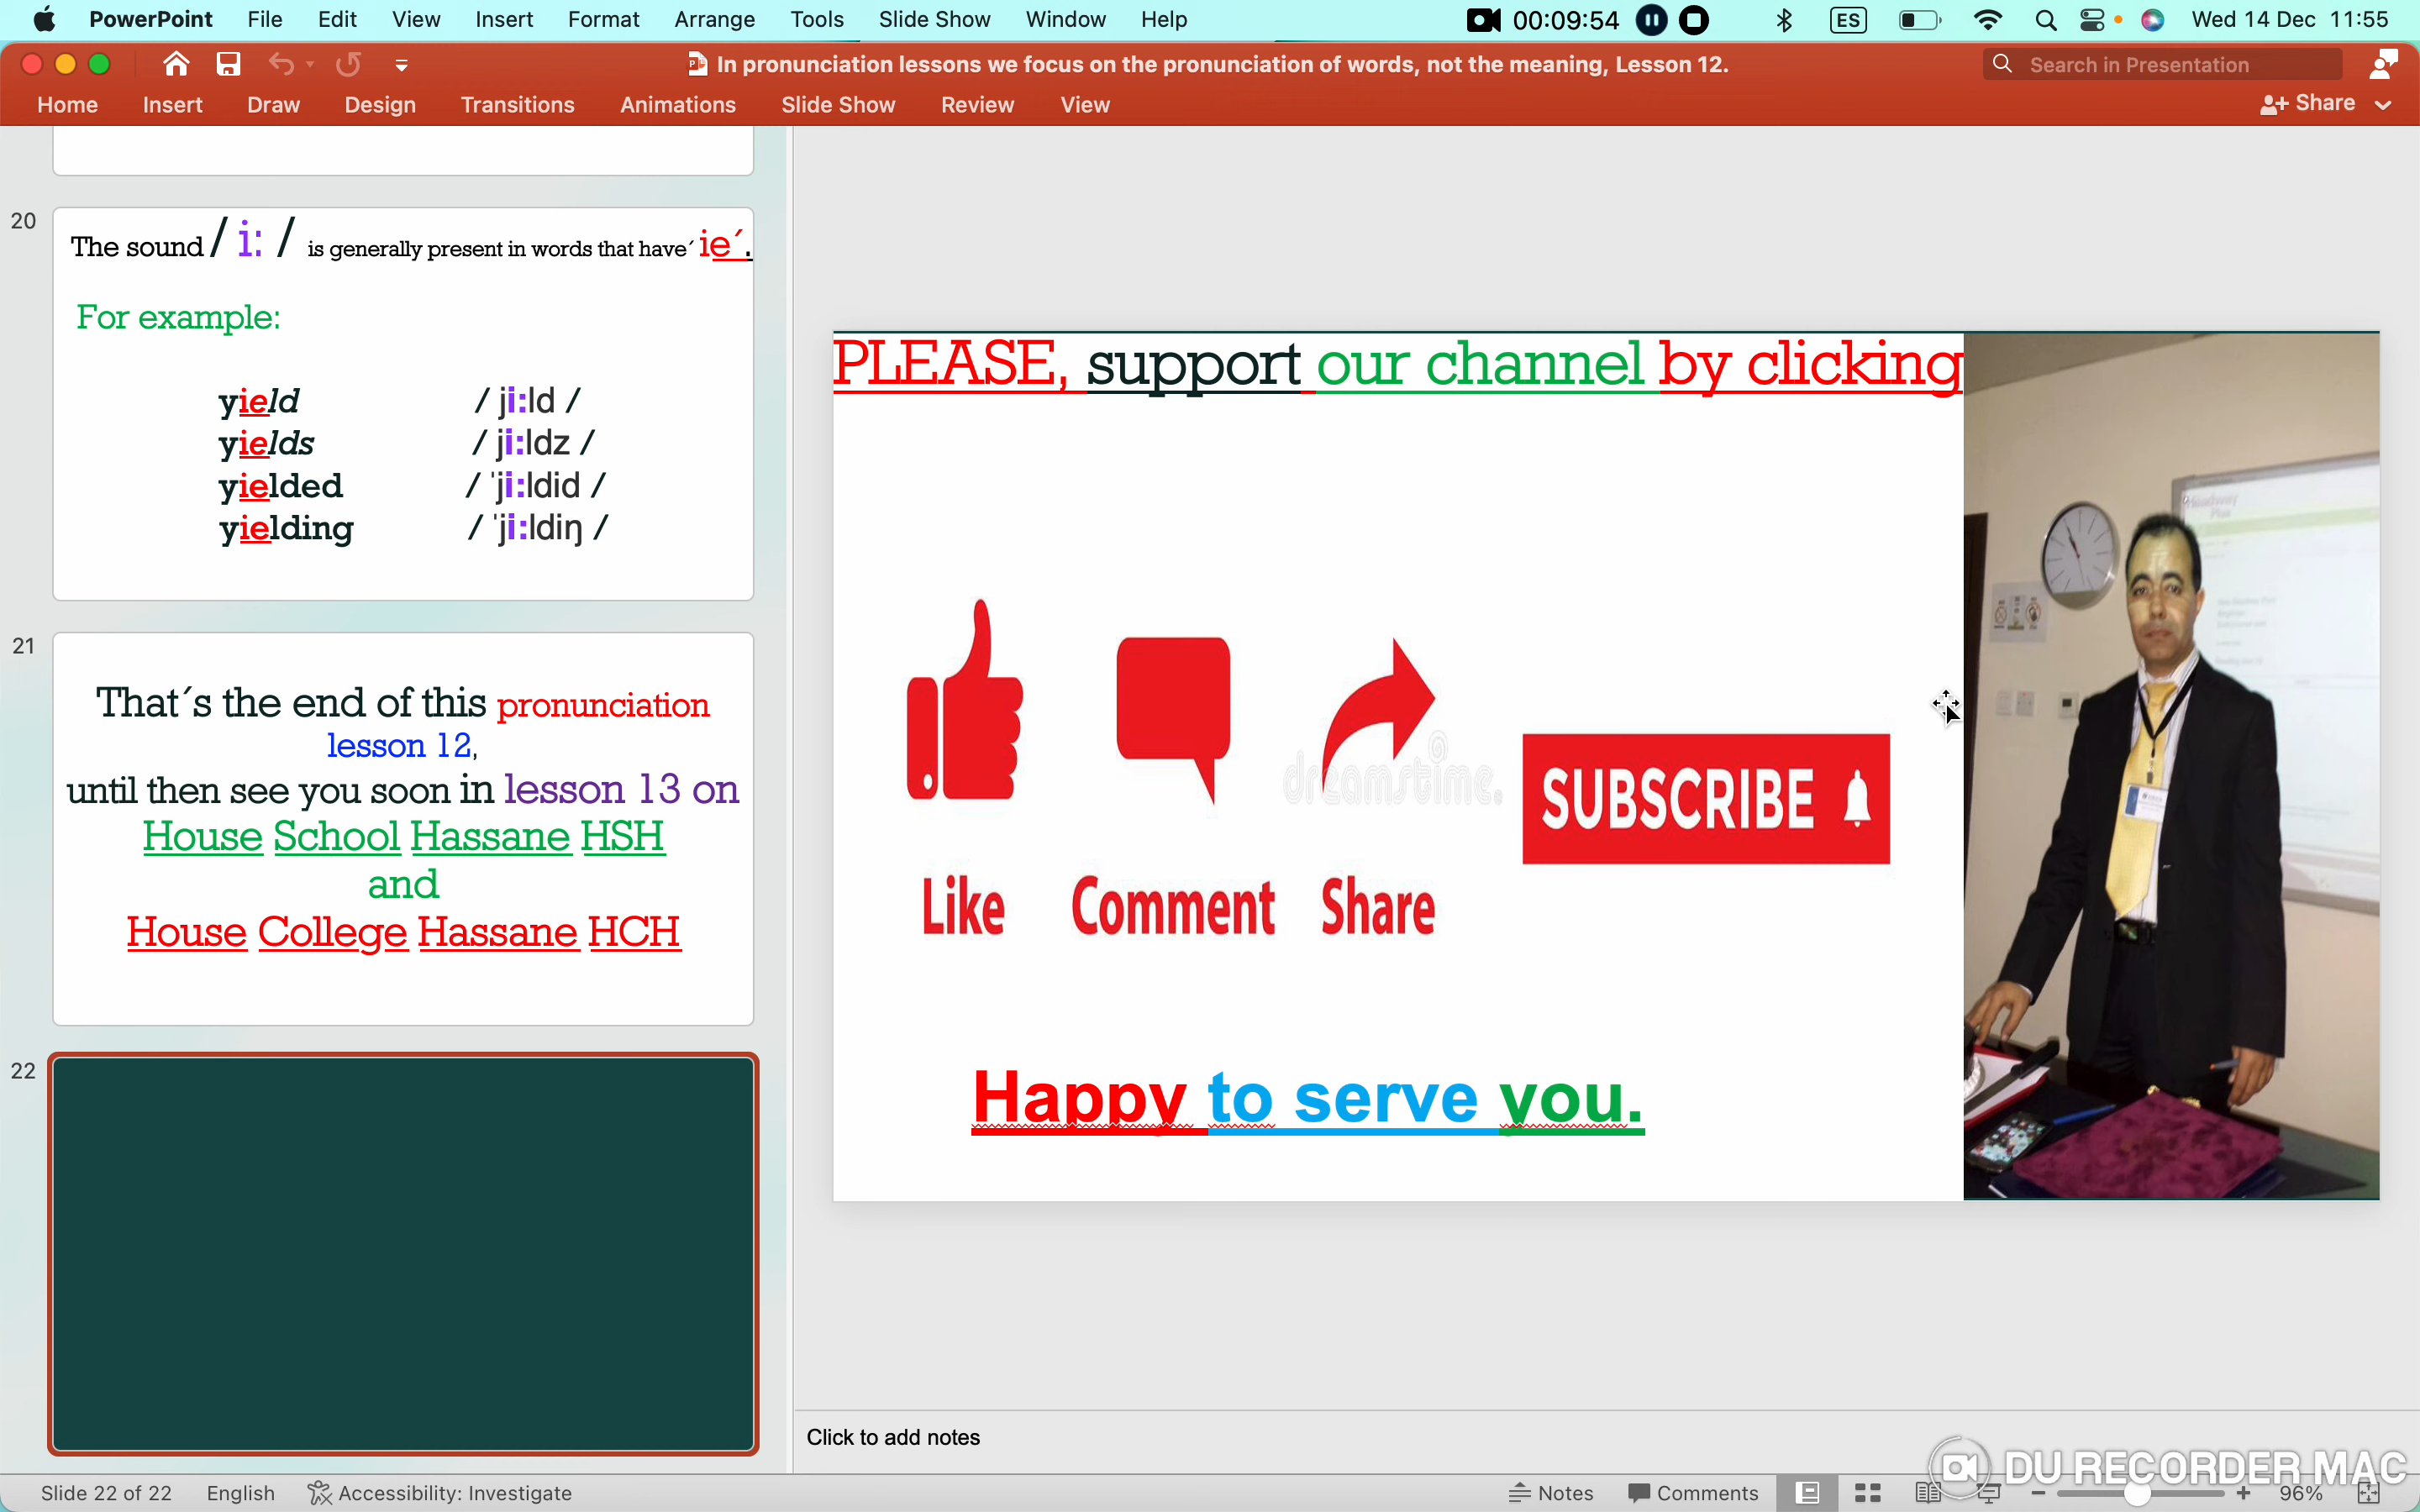 PowerPoint File Edit View Insert Format Arrange Tools Slide Show Window Help 00:09:54 ES Wed 14 Dec 11:55
In pronunciation lessons we focus on the pronunciation of words, not the meaning, Lesson 12.
Search in Presentation
Home Insert Draw Design Transitions Animations Slide Show Review View Share
20
The sound / i: / is generally present in words that have´ ie´.
For example:
yield / ji:ld /
yields / ji:ldz /
yielded / ˈji:ldid /
yielding / ˈji:ldiŋ /
21
That´s the end of this pronunciation
lesson 12,
until then see you soon in lesson 13 on
House School Hassane HSH
and
House College Hassane HCH
22
PLEASE, support our channel by clicking
dreamstime.
SUBSCRIBE
Like Comment Share
Happy to serve you.
Headway
Plus
Click to add notes
DU RECORDER MAC
Slide 22 of 22 English Accessibility: Investigate Notes Comments 96%